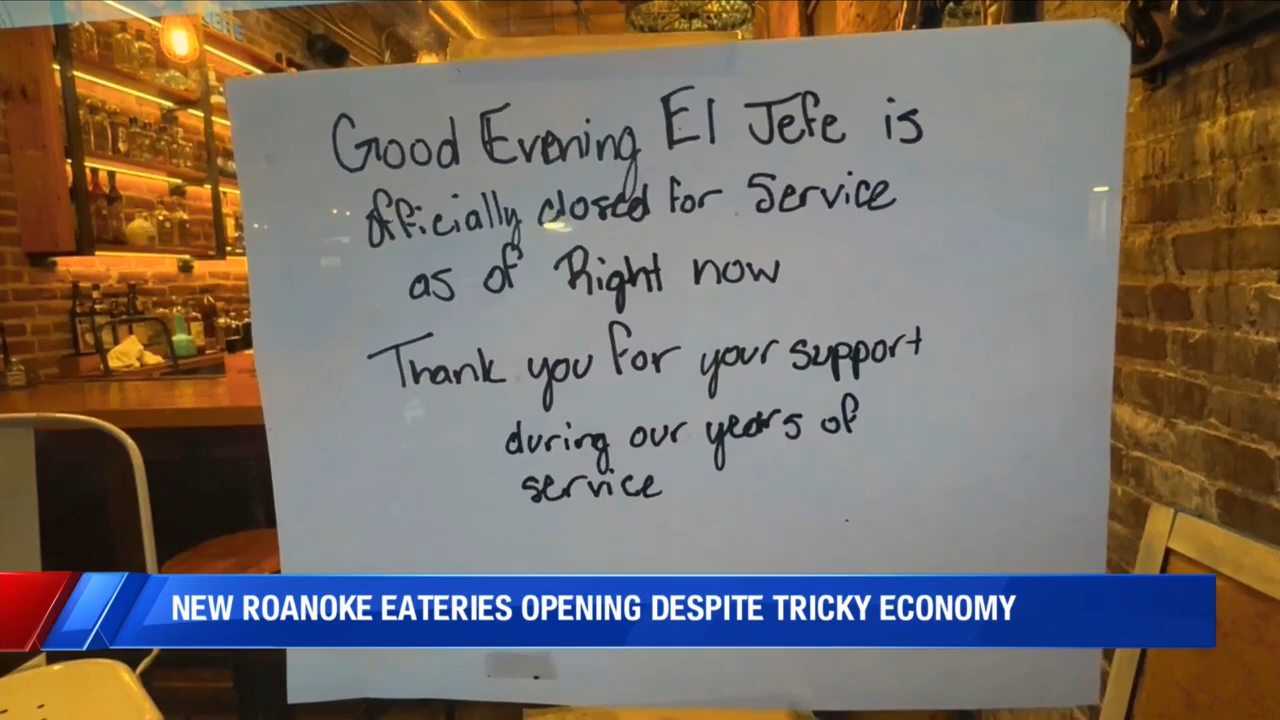 Good Evening El Jefe is
officially closed for Service
as of Right now
Thank you for your support
during our years of
service
NEW ROANOKE EATERIES OPENING DESPITE TRICKY ECONOMY